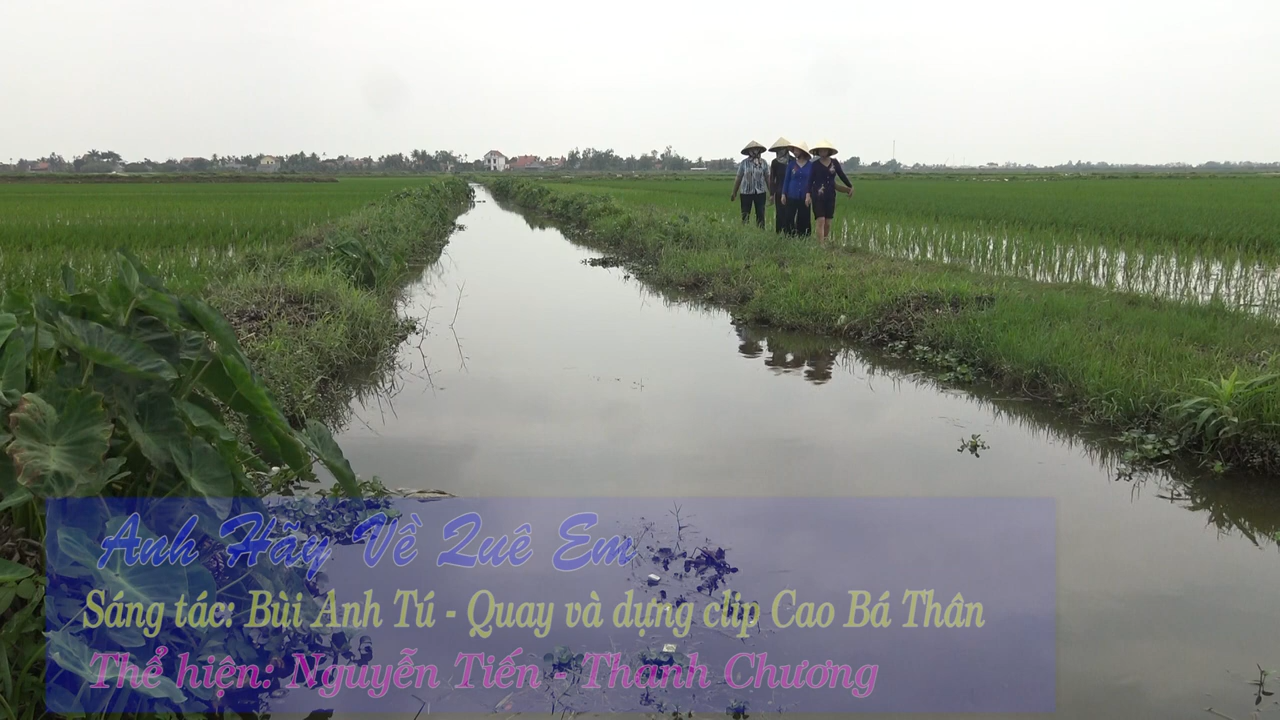 Anh Hãy Về Quê Em
Sáng tác: Bùi Anh Tú - Quay và dựng clip Cao Bá Thân
Thể hiện: Nguyễn Tiến - Thanh Chương